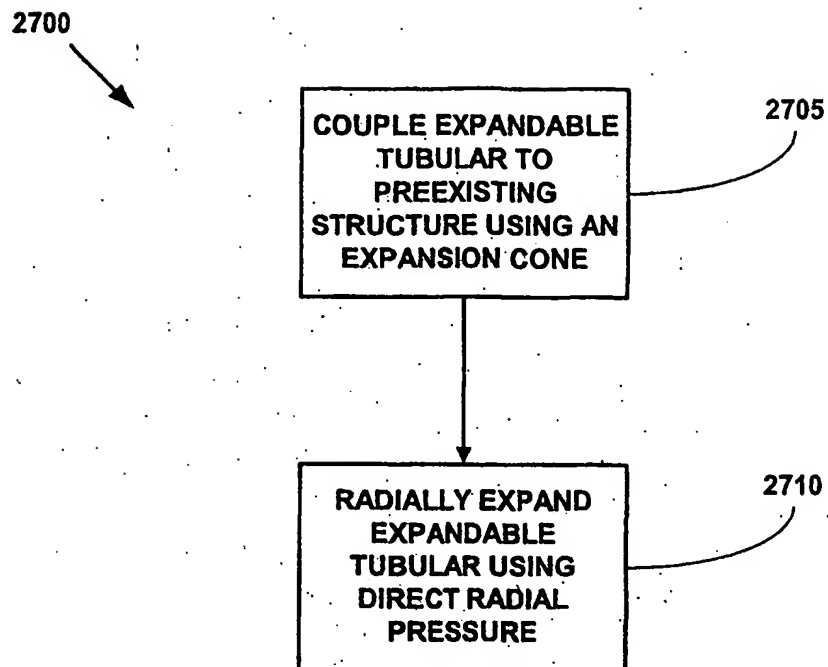 2700
COUPLE EXPANDABLE
TUBULAR TO
PREEXISTING
STRUCTURE USING AN
EXPANSION CONE
2705
RADIALLY EXPAND
EXPANDABLE
TUBULAR USING
DIRECT RADIAL
PRESSURE
2710